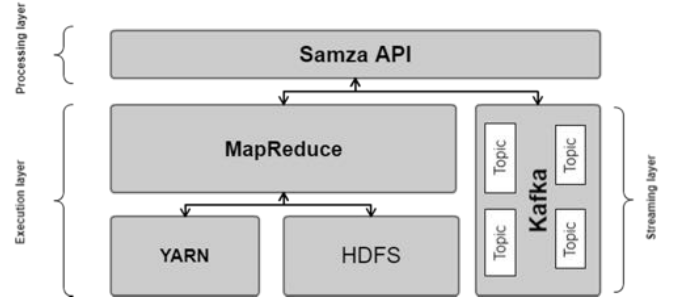 Processing layer
Samza API
Execution layer
MapReduce
YARN
HDFS
Kafka
Topic
Topic
Topic
Topic
Streaming layer